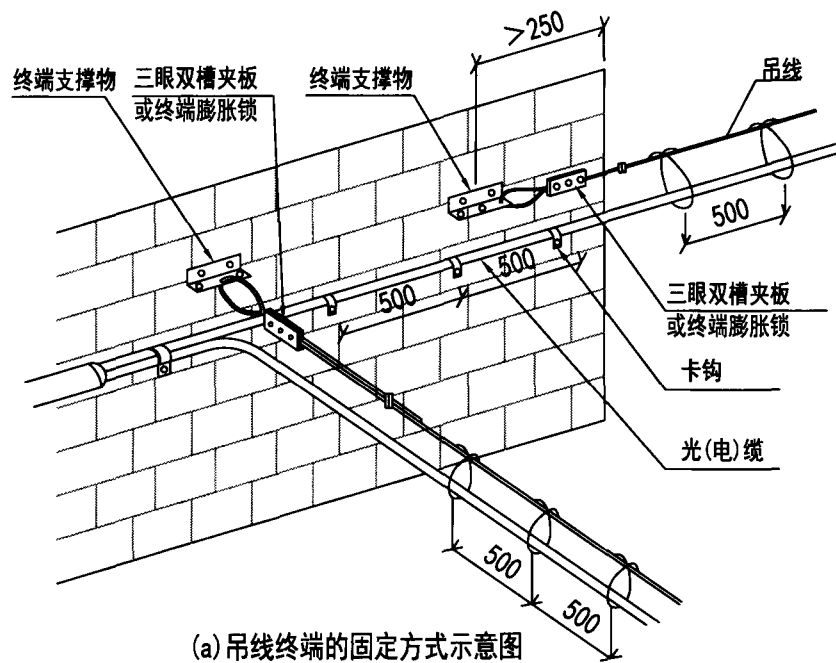 >250
终端支撑物
三眼双槽夹板
或终端膨胀锁
终端支撑物
吊线
500
500
500
三眼双槽夹板
或终端膨胀锁
卡钩
光(电)缆
500
500
(a)吊线终端的固定方式示意图